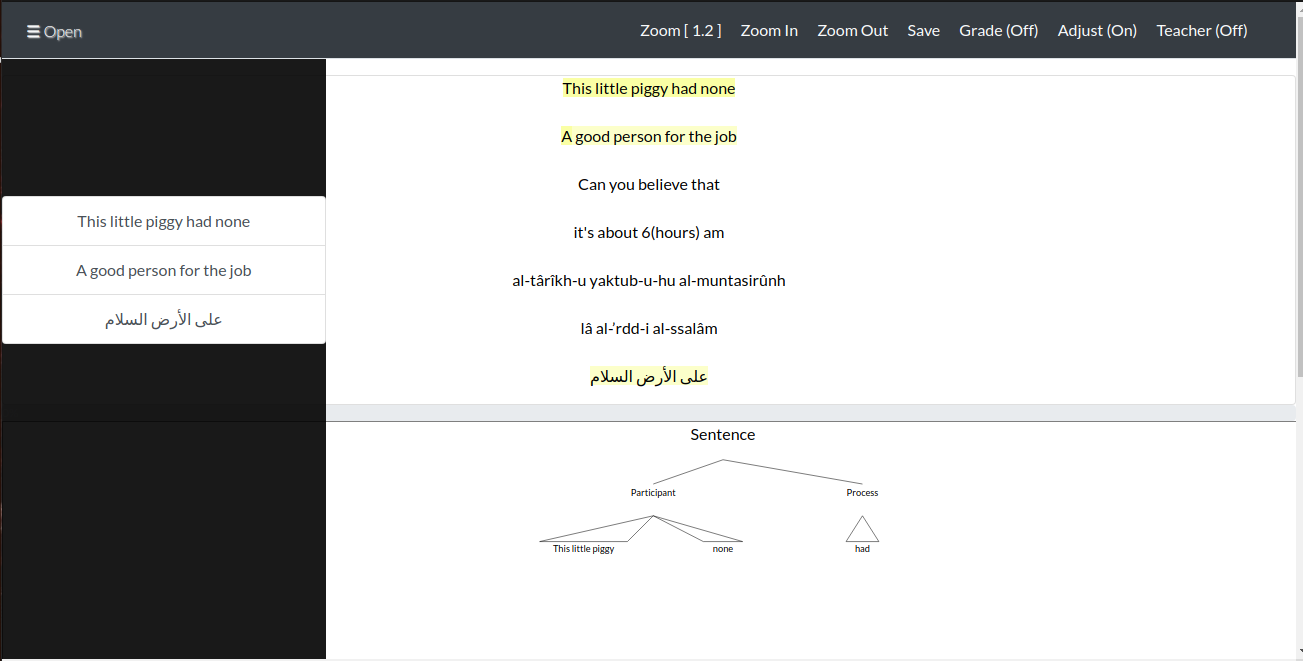 ☰ Open
Zoom [ 1.2 ] Zoom In Zoom Out Save Grade (Off) Adjust (On) Teacher (Off)
This little piggy had none
A good person for the job
على الأرض السلام
This little piggy had none
A good person for the job
Can you believe that
it's about 6(hours) am
al-târîkh-u yaktub-u-hu al-muntasirûnh
lâ al-’rdd-i al-ssalâm
على الأرض السلام
Sentence
Participant Process
This little piggy none had